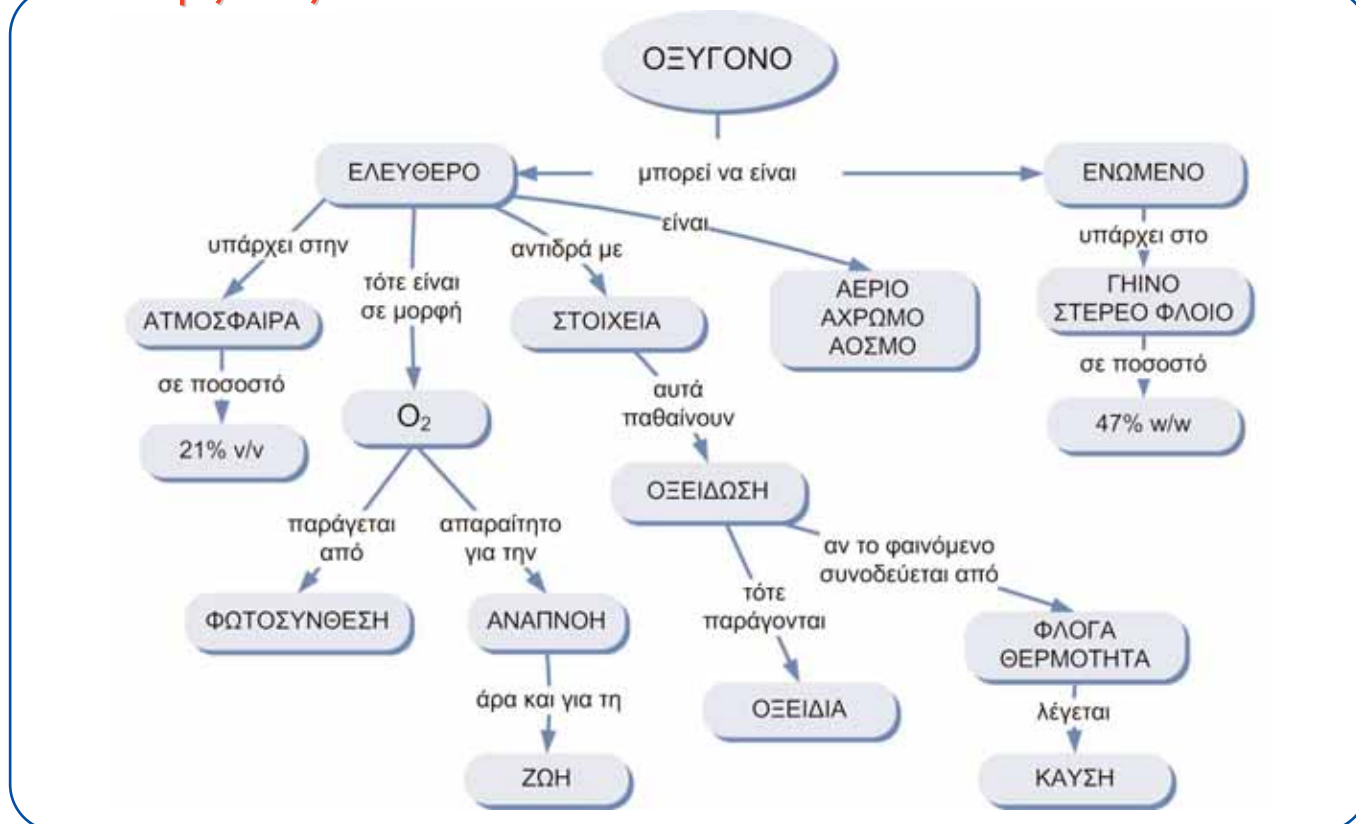 ΟΞΥΓΟΝΟ
ΕΛΕΥΘΕΡΟ
μπορεί να είναι
ΕΝΩΜΕΝΟ
υπάρχει στην
τότε είναι
σε μορφή
αντιδρά με
είναι
υπάρχει στο
ΑΤΜΟΣΦΑΙΡΑ
ΣΤΟΙΧΕΙΑ
ΑΕΡΙΟ
ΑΧΡΩΜΟ
ΑΟΣΜΟ
ΓΗΙΝΟ
ΣΤΕΡΕΟ ΦΛΟΙΟ
σε ποσοστό
αυτά
παθαίνουν
σε ποσοστό
21% v/v
O₂
47% w/w
ΟΞΕΙΔΩΣΗ
παράγεται
από
απαραίτητο
για την
τότε
παράγονται
αν το φαινόμενο
συνοδεύεται από
ΦΩΤΟΣΥΝΘΕΣΗ
ΑΝΑΠΝΟΗ
ΦΛΟΓΑ
ΘΕΡΜΟΤΗΤΑ
άρα και για τη
ΟΞΕΙΔΙΑ
λέγεται
ΖΩΗ
ΚΑΥΣΗ